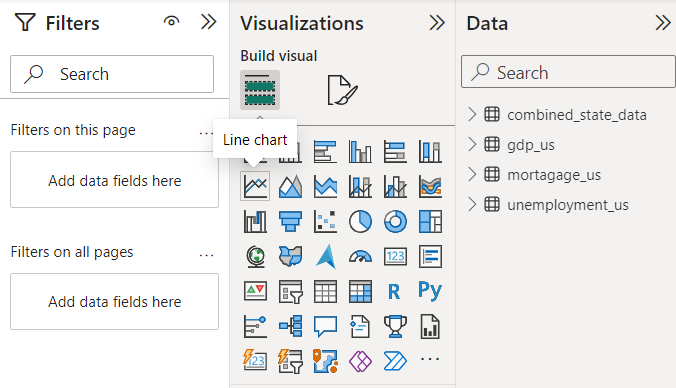 Filters
Search
Filters on this page
...
Add data fields here
Filters on all pages
...
Add data fields here
Visualizations
Build visual
Line chart
123
R
Py
123
...
Data
Search
combined_state_data
gdp_us
mortagage_us
unemployment_us